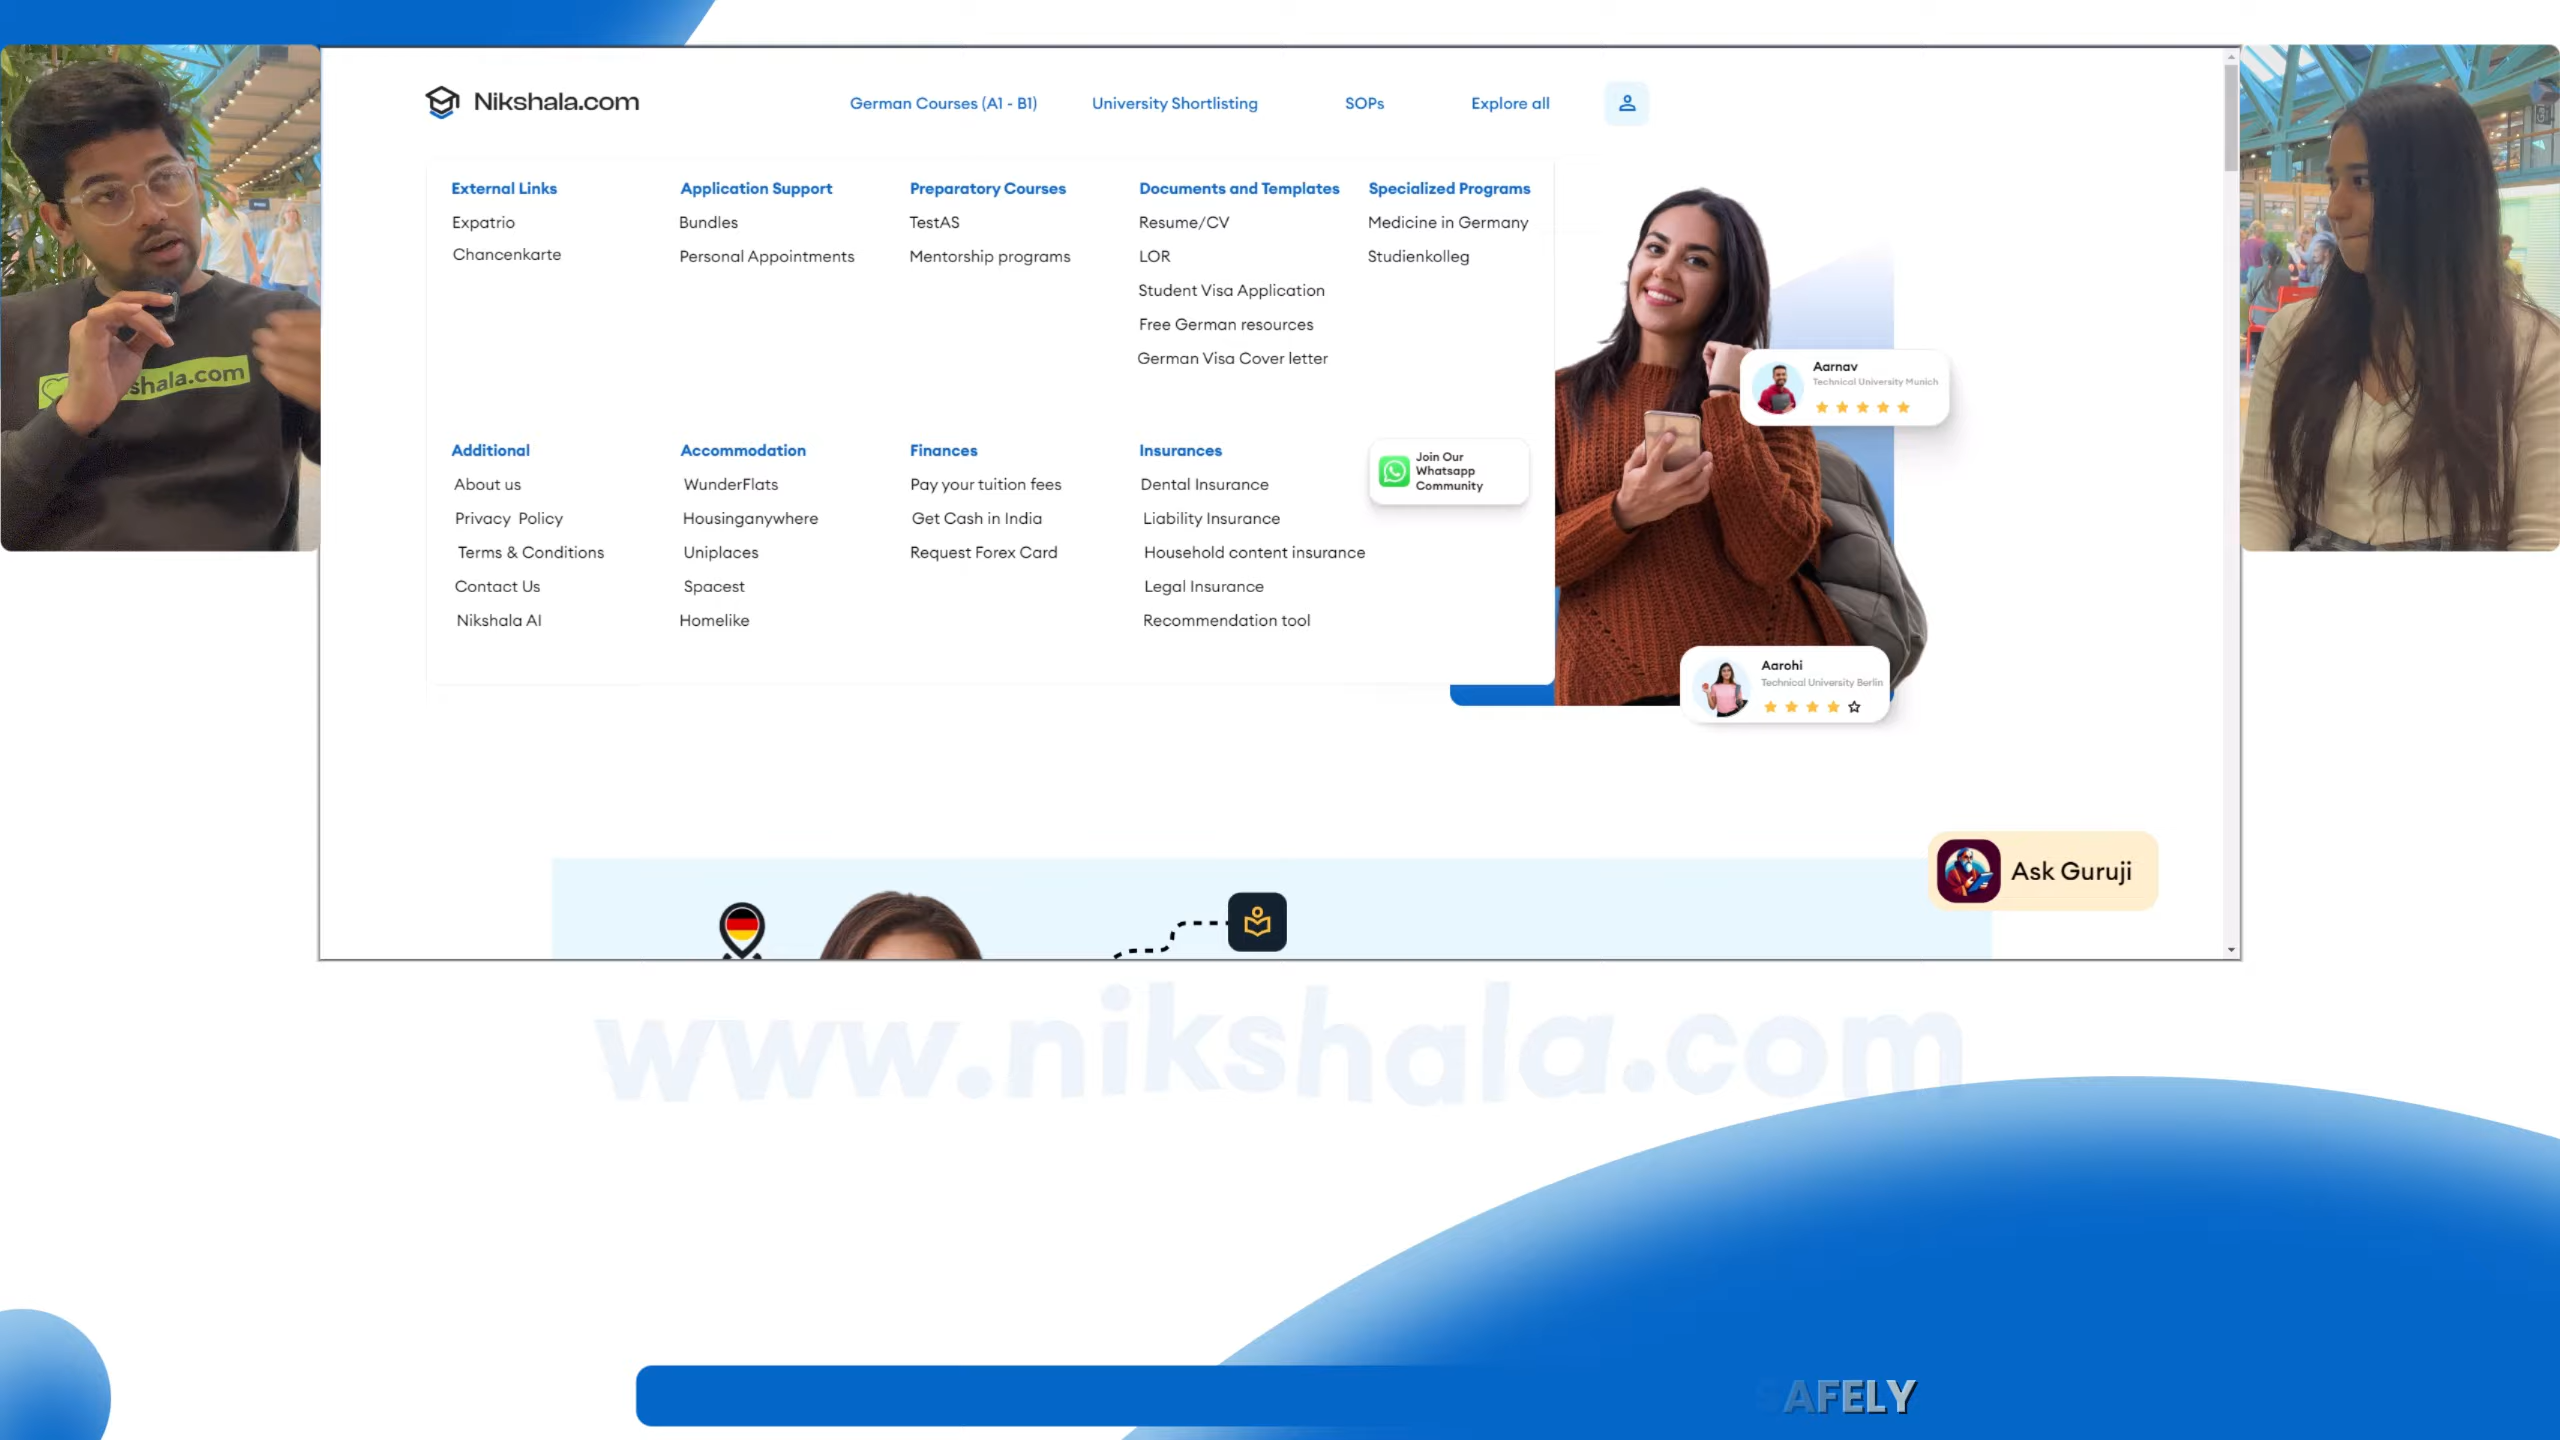 Nikshala.com
German Courses (A1 - B1)
University Shortlisting
SOPs
Explore all
External Links
Expatrio
Chancenkarte
Application Support
Bundles
Personal Appointments
Preparatory Courses
TestAS
Mentorship programs
Documents and Templates
Resume/CV
LOR
Student Visa Application
Free German resources
German Visa Cover letter
Specialized Programs
Medicine in Germany
Studienkolleg
Additional
About us
Privacy Policy
Terms & Conditions
Contact Us
Nikshala AI
Accommodation
WunderFlats
Housinganywhere
Uniplaces
Spacest
Homelike
Finances
Pay your tuition fees
Get Cash in India
Request Forex Card
Insurances
Dental Insurance
Liability Insurance
Household content insurance
Legal Insurance
Recommendation tool
Join Our
Whatsapp
Community
Aarnav
Technical University Munich
Aarohi
Technical University Berlin
Ask Guruji
shala.com
www.nikshala.com
SAFELY